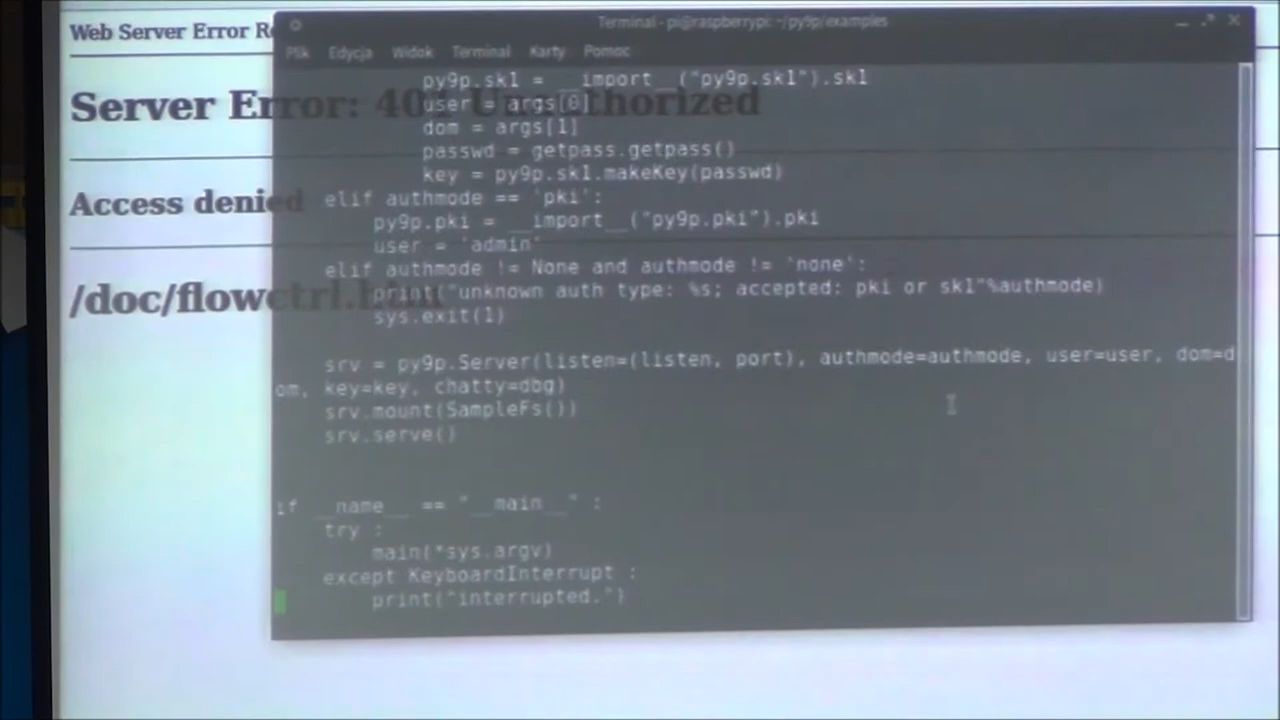 Web Server Error Re
Server Error: 40 Unauthorized
Access denied
/doc/flowctrl.htm
Terminal - pi@raspberrypi: ~/py9p/examples
Plik Edycja Widok Terminal Karty Pomoc
py9p.sk1 = __import__("py9p.sk1").sk1
user = args[0]
dom = args[1]
passwd = getpass.getpass()
key = py9p.sk1.makeKey(passwd)
elif authmode == 'pki':
py9p.pki = __import__("py9p.pki").pki
user = 'admin'
elif authmode != None and authmode != 'none':
print("unknown auth type: %s; accepted: pki or sk1"%authmode)
sys.exit(1)
srv = py9p.Server(listen=(listen, port), authmode=authmode, user=user, dom=d
om, key=key, chatty=dbg)
srv.mount(SampleFs())
srv.serve()
if __name__ == "__main__" :
try :
main(*sys.argv)
except KeyboardInterrupt :
print("interrupted.")